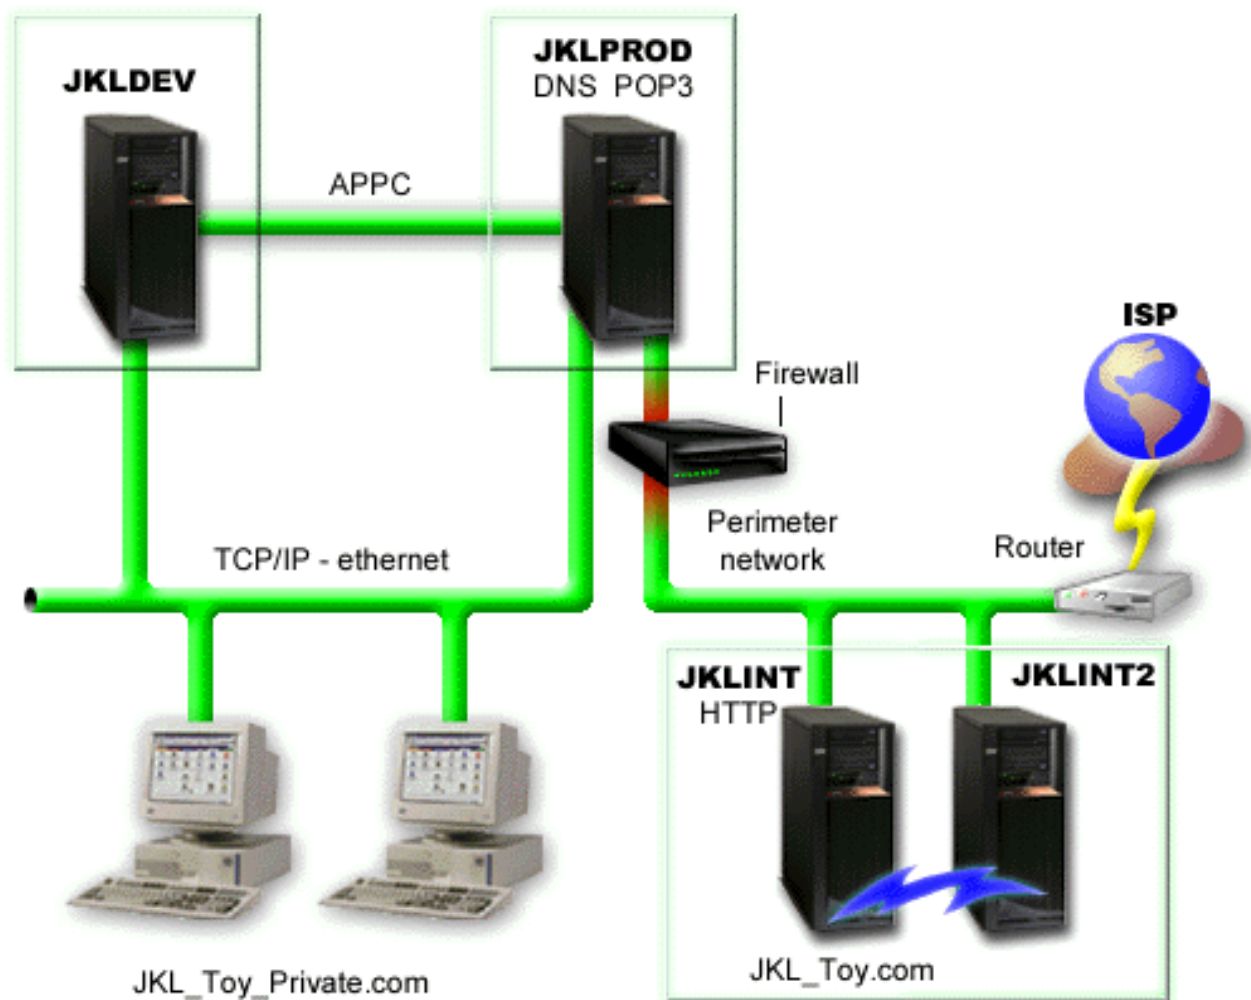 JKLDEV
JKLPROD
DNS POP3
APPC
ISP
Firewall
Perimeter
network
TCP/IP - ethernet
Router
JKLINT
HTTP
JKLINT2
JKL_Toy.com
JKL_Toy_Private.com